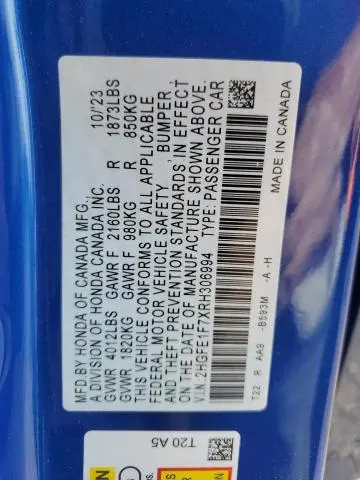 MFD BY HONDA OF CANADA MFG., 10/23
A DIVISION OF HONDA CANADA INC.
GVWR 4012LBS GAWR F 2160LBS R 1873LBS
GVWR 1820KG GAWR F 980KG R 850KG
THIS VEHICLE CONFORMS TO ALL APPLICABLE
FEDERAL MOTOR VEHICLE SAFETY , BUMPER,
AND THEFT PREVENTION STANDARDS IN EFFECT
ON THE DATE OF MANUFACTURE SHOWN ABOVE.
V.I.N. 2HGFE1F7XRH306994 TYPE: PASSENGER CAR
T22 R AA9 -B593M -A -H
MADE IN CANADA
T20 A5